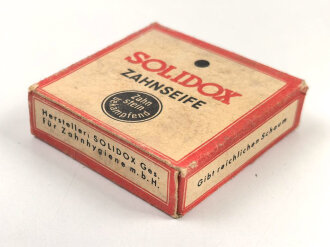 SOLIDOX
ZAHNSEIFE
Zahn
stein
bekämpfend
Hersteller: SOLIDOX Ges.
für Zahnhygiene m.b.H.
Gibt reichlichen Schaum